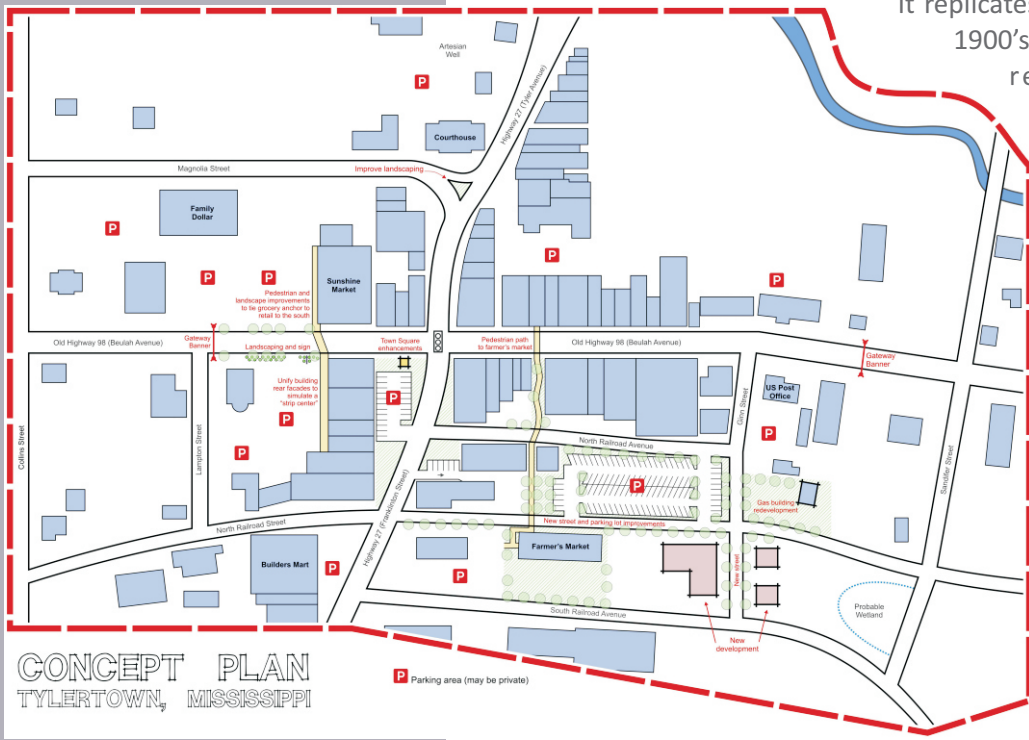 It replicates
1900's
re
Artesian
Well
P
Courthouse
Highway 27 (Tyler Avenue)
Magnolia Street
Improve landscaping
Family
Dollar
P
P
P
P
P
Sunshine
Market
Pedestrian and
landscape improvements
to tie grocery anchor to
retail to the south
Gateway
Banner
Old Highway 98 (Beulah Avenue)
Landscaping and sign
Town Square
enhancements
Pedestrian path
to farmer's market
Old Highway 98 (Beulah Avenue)
Gateway
Banner
Unify building
rear facades to
simulate a
"strip center"
P
P
P
US Post
Office
P
Ginn Street
Collins Street
Lampton Street
Sandifer Street
North Railroad Avenue
P
Gas building
redevelopment
Highway 27 (Franklinton Street)
North Railroad Street
New street and parking lot improvements
Farmer's Market
Builders Mart
P
P
New street
South Railroad Avenue
Probable
Wetland
New
development
CONCEPT PLAN
TYLERTOWN, MISSISSIPPI
P Parking area (may be private)